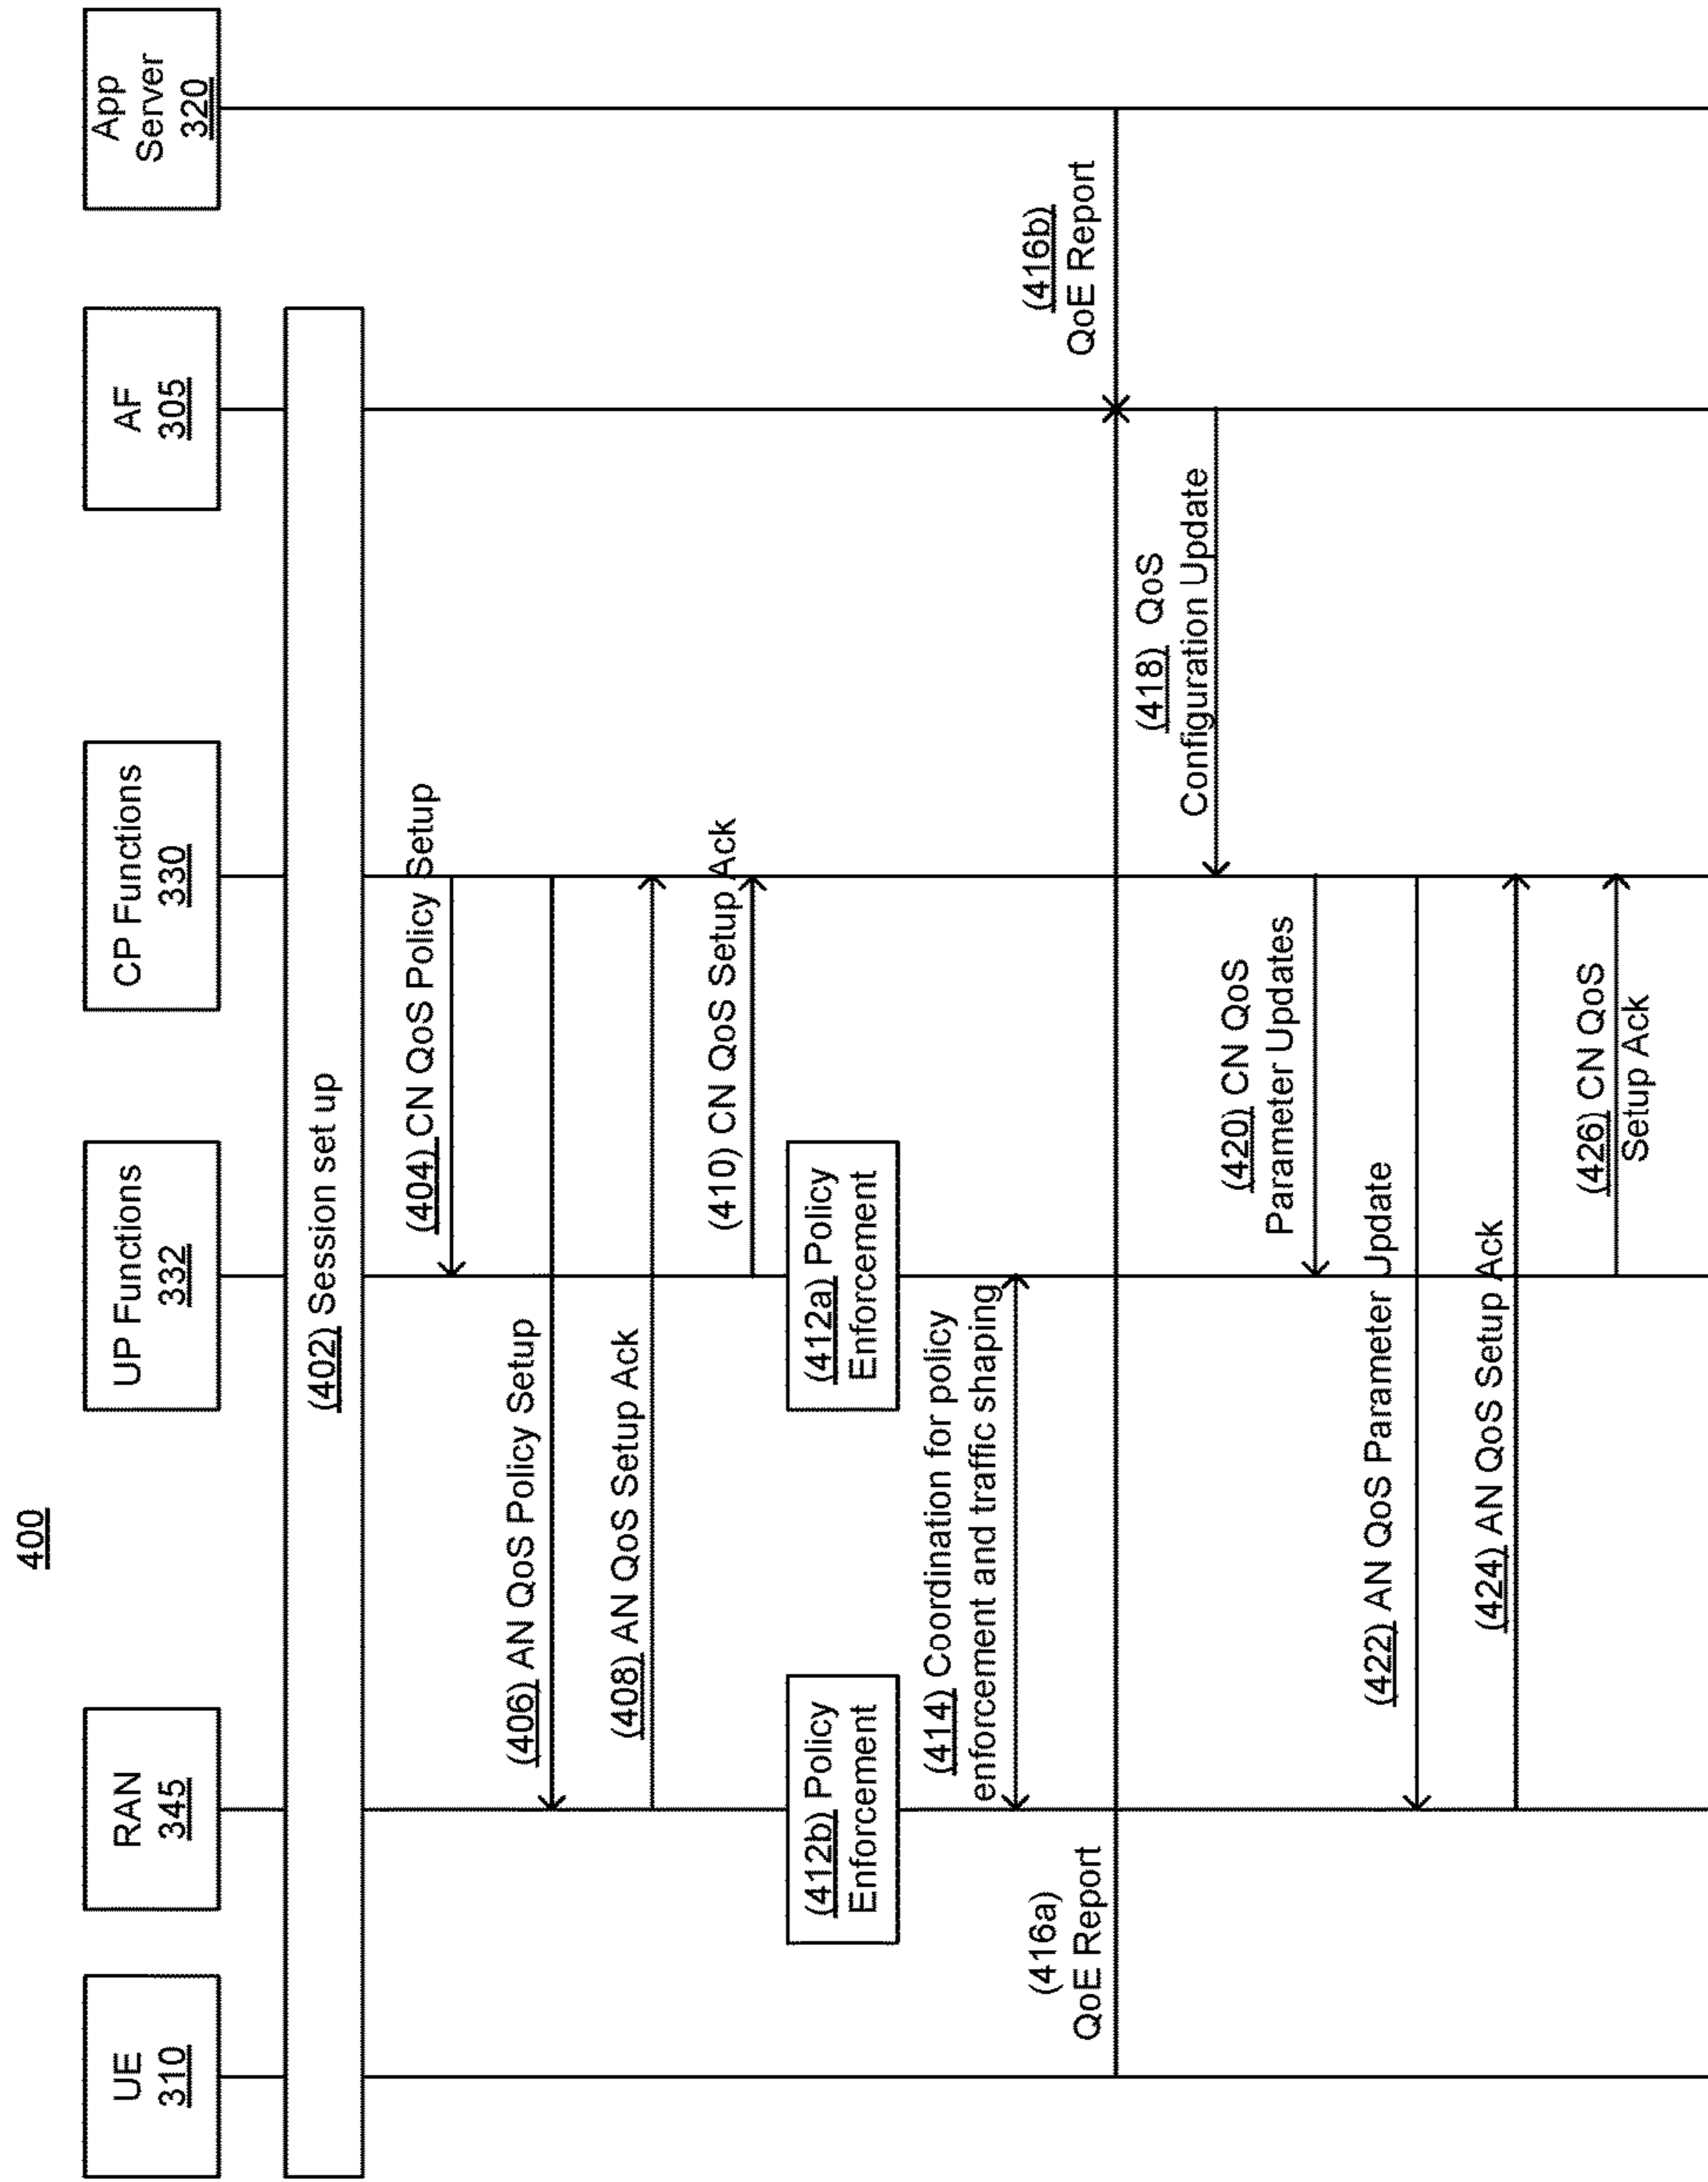 400
UE
310
RAN
345
UP Functions
332
CP Functions
330
AF
305
App
Server
320
(402) Session set up
(404) CN QoS Policy Setup
(406) AN QoS Policy Setup
(408) AN QoS Setup Ack
(410) CN QoS Setup Ack
(412b) Policy
Enforcement
(412a) Policy
Enforcement
(414) Coordination for policy
enforcement and traffic shaping
(416a)
QoE Report
(416b)
QoE Report
(418) QoS
Configuration Update
(420) CN QoS
Parameter Updates
(422) AN QoS Parameter Update
(424) AN QoS Setup Ack
(426) CN QoS
Setup Ack